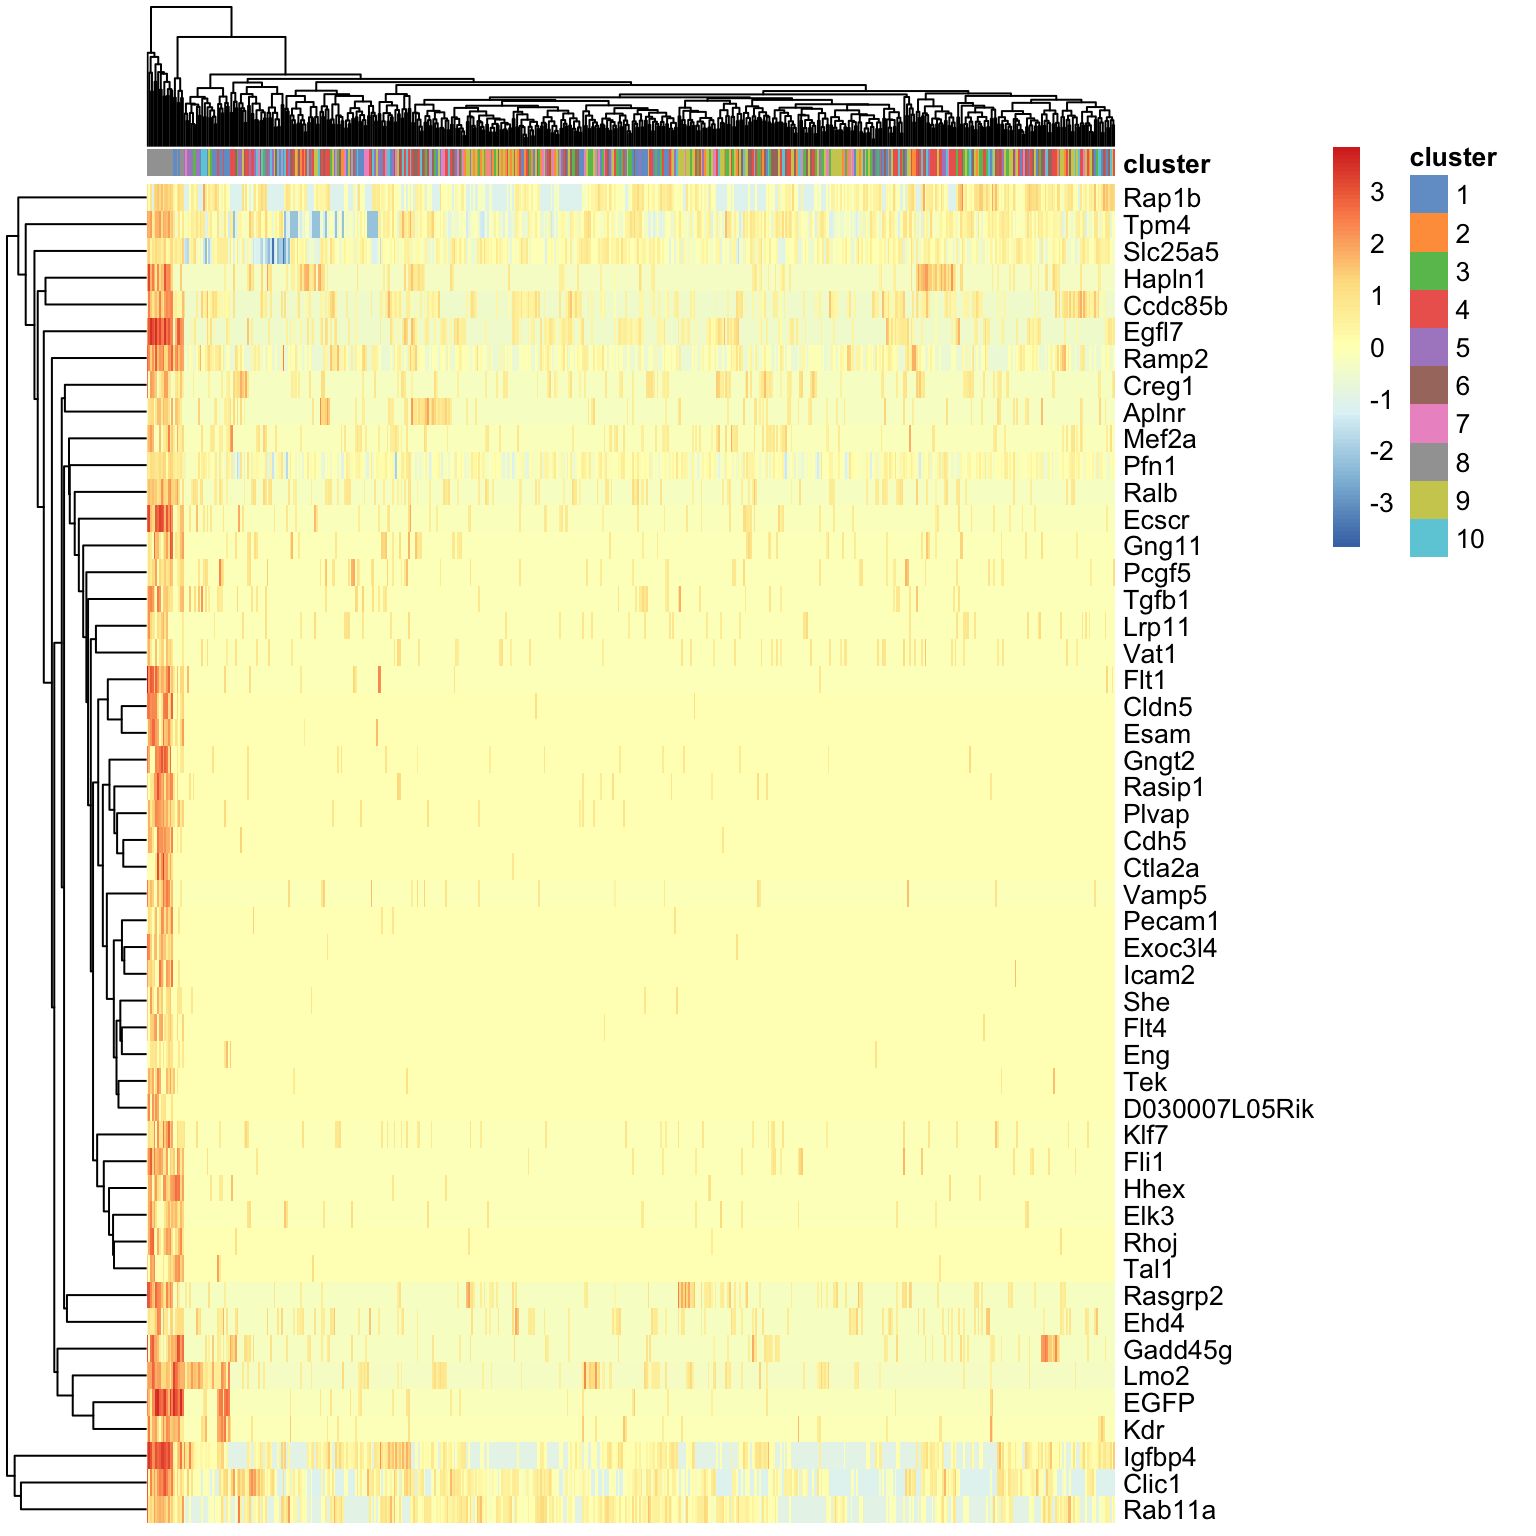 cluster
Rap1b
Tpm4
Slc25a5
Hapln1
Ccdc85b
Egfl7
Ramp2
Creg1
Aplnr
Mef2a
Pfn1
Ralb
Ecscr
Gng11
Pcgf5
Tgfb1
Lrp11
Vat1
Flt1
Cldn5
Esam
Gngt2
Rasip1
Plvap
Cdh5
Ctla2a
Vamp5
Pecam1
Exoc3l4
Icam2
She
Flt4
Eng
Tek
D030007L05Rik
Klf7
Fli1
Hhex
Elk3
Rhoj
Tal1
Rasgrp2
Ehd4
Gadd45g
Lmo2
EGFP
Kdr
Igfbp4
Clic1
Rab11a
3
2
1
0
-1
-2
-3
cluster
1
2
3
4
5
6
7
8
9
10